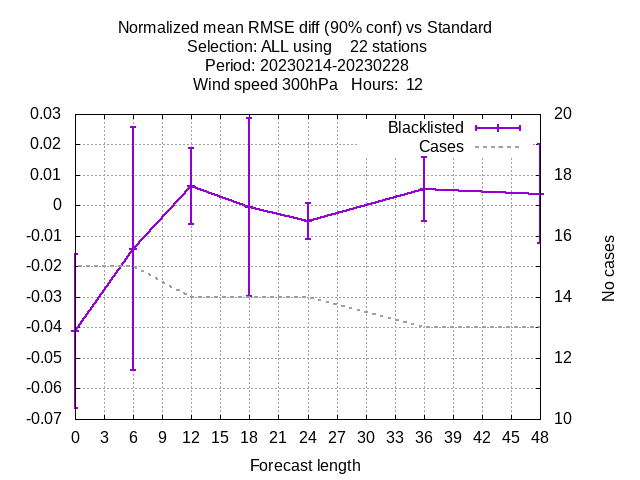 Normalized mean RMSE diff (90% conf) vs Standard
Selection: ALL using    22 stations
Period: 20230214-20230228
Wind speed 300hPa   Hours:  12
0.03
0.02
0.01
0
-0.01
-0.02
-0.03
-0.04
-0.05
-0.06
-0.07
Blacklisted
Cases
20
18
16
14
12
10
No cases
0 3 6 9 12 15 18 21 24 27 30 33 36 39 42 45 48
Forecast length